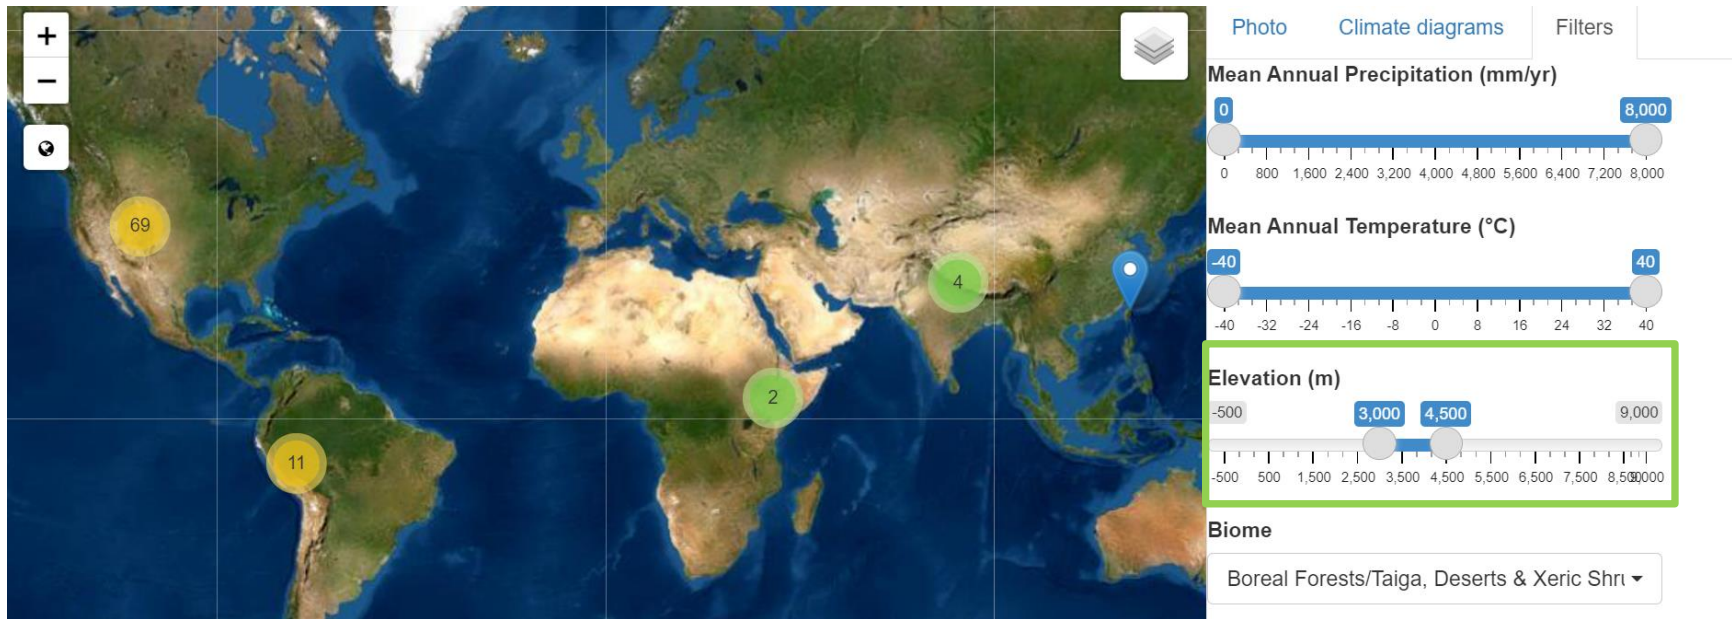 +
−
69
11
2
4
Photo Climate diagrams Filters
Mean Annual Precipitation (mm/yr)
0 8,000
0 800 1,600 2,400 3,200 4,000 4,800 5,600 6,400 7,200 8,000
Mean Annual Temperature (°C)
-40 40
-40 -32 -24 -16 -8 0 8 16 24 32 40
Elevation (m)
-500 3,000 4,500 9,000
-500 500 1,500 2,500 3,500 4,500 5,500 6,500 7,500 8,500 9,000
Biome
Boreal Forests/Taiga, Deserts & Xeric Shru